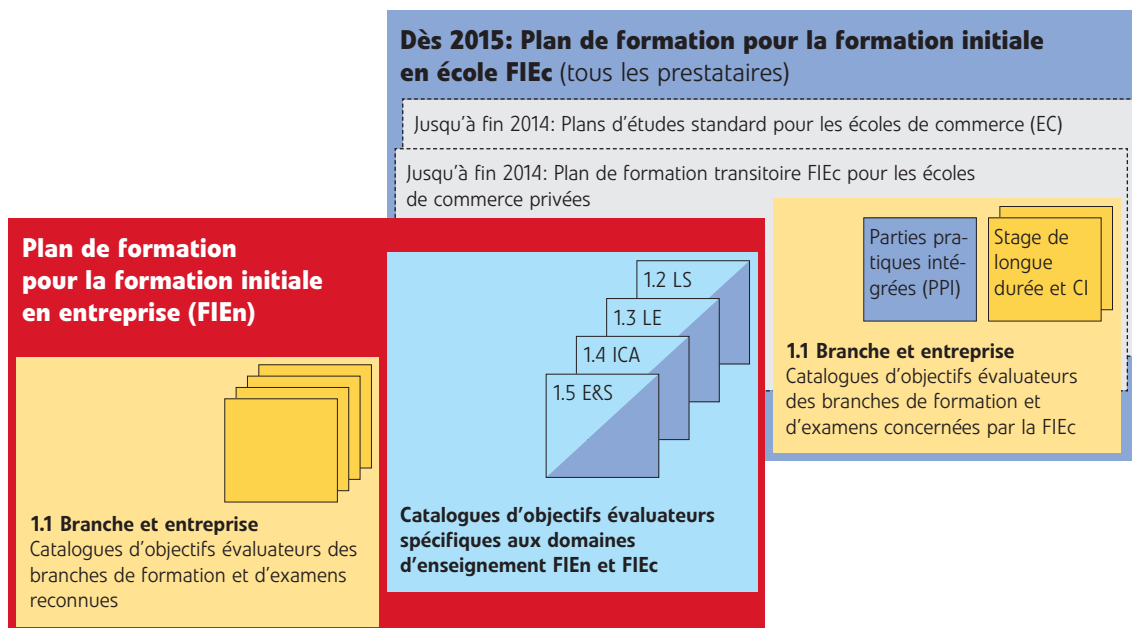 Dès 2015: Plan de formation pour la formation initiale
en école FIEc (tous les prestataires)
Jusqu'à fin 2014: Plans d'études standard pour les écoles de commerce (EC)
Jusqu'à fin 2014: Plan de formation transitoire FIEc pour les écoles
de commerce privées
Plan de formation
pour la formation initiale
en entreprise (FIEn)
1.1 Branche et entreprise
Catalogues d'objectifs évaluateurs des
branches de formation et d'examens
reconnues
1.2 LS
1.3 LE
1.4 ICA
1.5 E&S
Catalogues d'objectifs évaluateurs
spécifiques aux domaines
d'enseignement FIEn et FIEc
Parties pra-
tiques inté-
grées (PPI)
Stage de
longue
durée et CI
1.1 Branche et entreprise
Catalogues d'objectifs évaluateurs
des branches de formation et
d'examens concernées par la FIEc